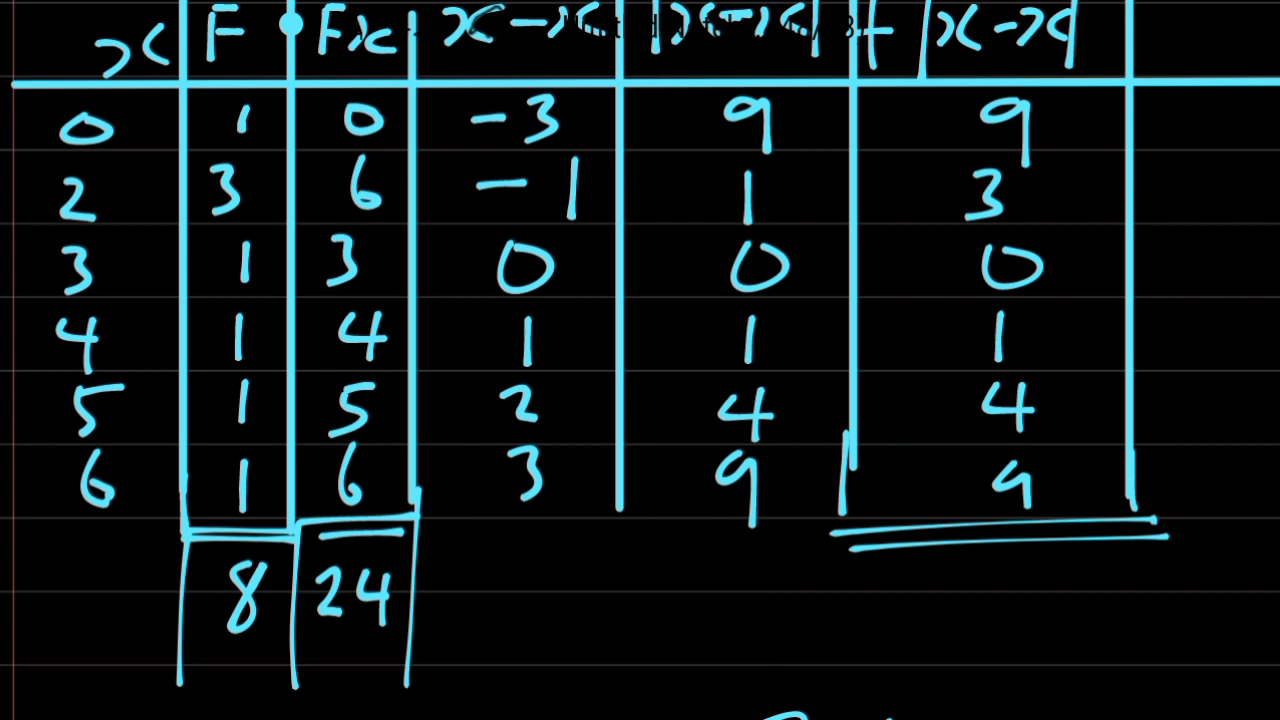 x F Fx x-x |x-x| f |x-x|
0 1 0 -3 9 9
2 3 6 -1 1 3
3 1 3 0 0 0
4 1 4 1 1 1
5 1 5 2 4 4
6 1 6 3 9 9
8 24